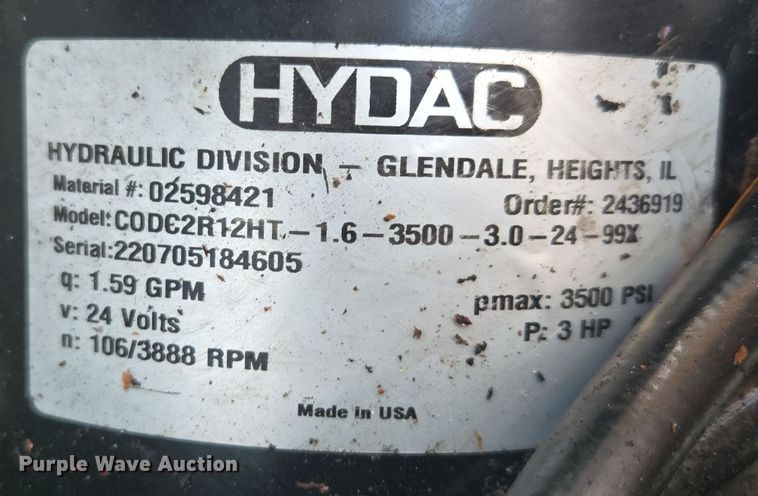 HYDAC
HYDRAULIC DIVISION - GLENDALE, HEIGHTS, IL
Material #: 02598421 Order#: 2436919
Model: CODC2R12HT - 1.6 - 3500 - 3.0 - 24 - 99X
Serial: 220705184605
q: 1.59 GPM pmax: 3500 PSI
v: 24 Volts P: 3 HP
n: 106/3888 RPM
Made in USA
Purple Wave Auction